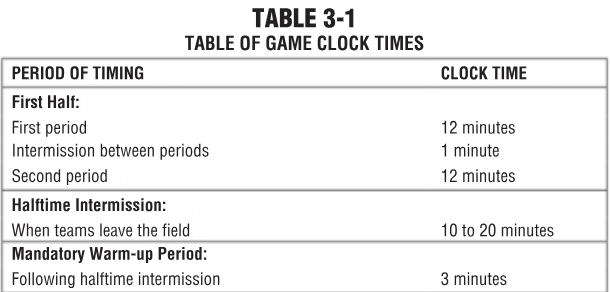 TABLE 3-1
TABLE OF GAME CLOCK TIMES
PERIOD OF TIMING CLOCK TIME
First Half:
First period 12 minutes
Intermission between periods 1 minute
Second period 12 minutes
Halftime Intermission:
When teams leave the field 10 to 20 minutes
Mandatory Warm-up Period:
Following halftime intermission 3 minutes